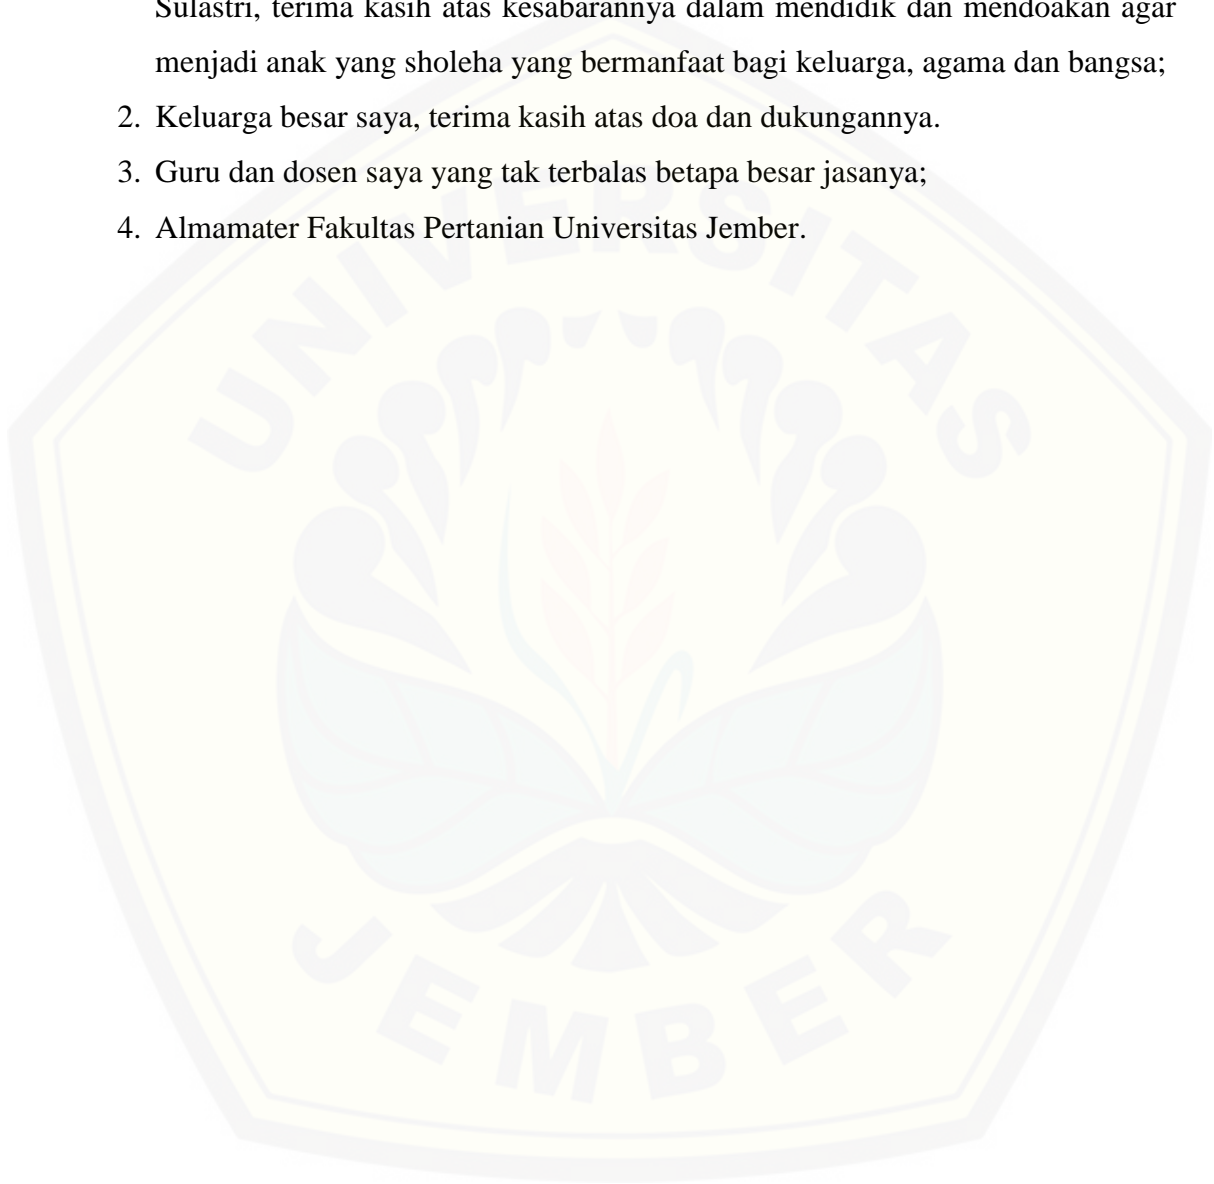 Sulastri, terima kasih atas kesabarannya dalam mendidik dan mendoakan agar
menjadi anak yang sholeha yang bermanfaat bagi keluarga, agama dan bangsa;
2. Keluarga besar saya, terima kasih atas doa dan dukungannya.
3. Guru dan dosen saya yang tak terbalas betapa besar jasanya;
4. Almamater Fakultas Pertanian Universitas Jember.
UNIVERSITAS
JEMBER